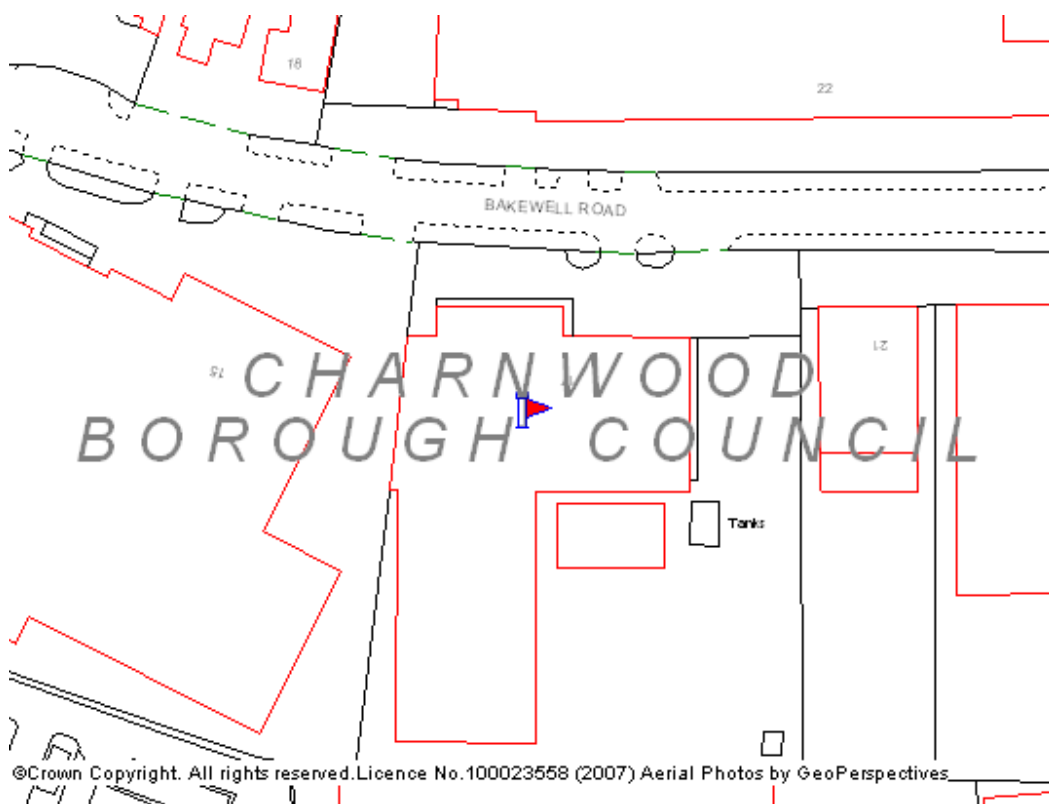 18
22
BAKEWELL ROAD
21
15
CHARNWOOD
BOROUGH COUNCIL
Tanks
©Crown Copyright. All rights reserved.Licence No.100023558 (2007) Aerial Photos by GeoPerspectives